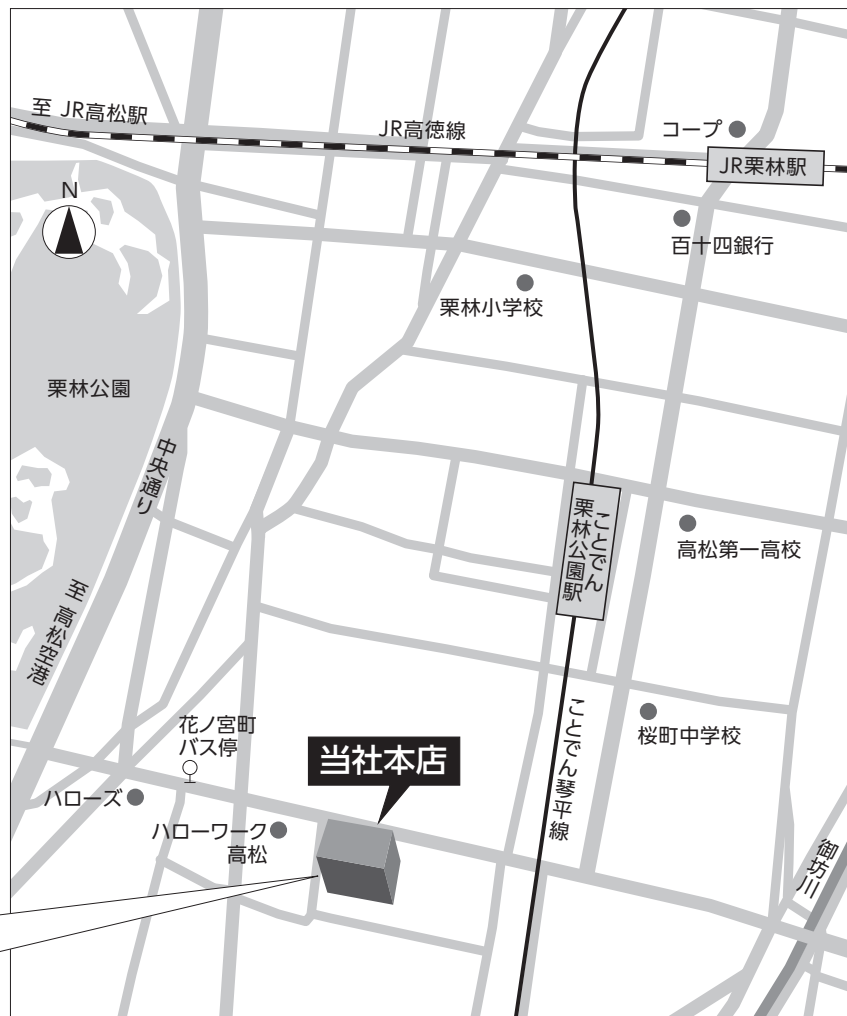 至 JR高松駅
JR高徳線
コープ
JR栗林駅
N
百十四銀行
栗林小学校
栗林公園
中央通り
ことでん
栗林公園駅
高松第一高校
至 高松空港
花ノ宮町
バス停
桜町中学校
ことでん琴平線
当社本店
ハローズ
ハローワーク
高松
御坊川